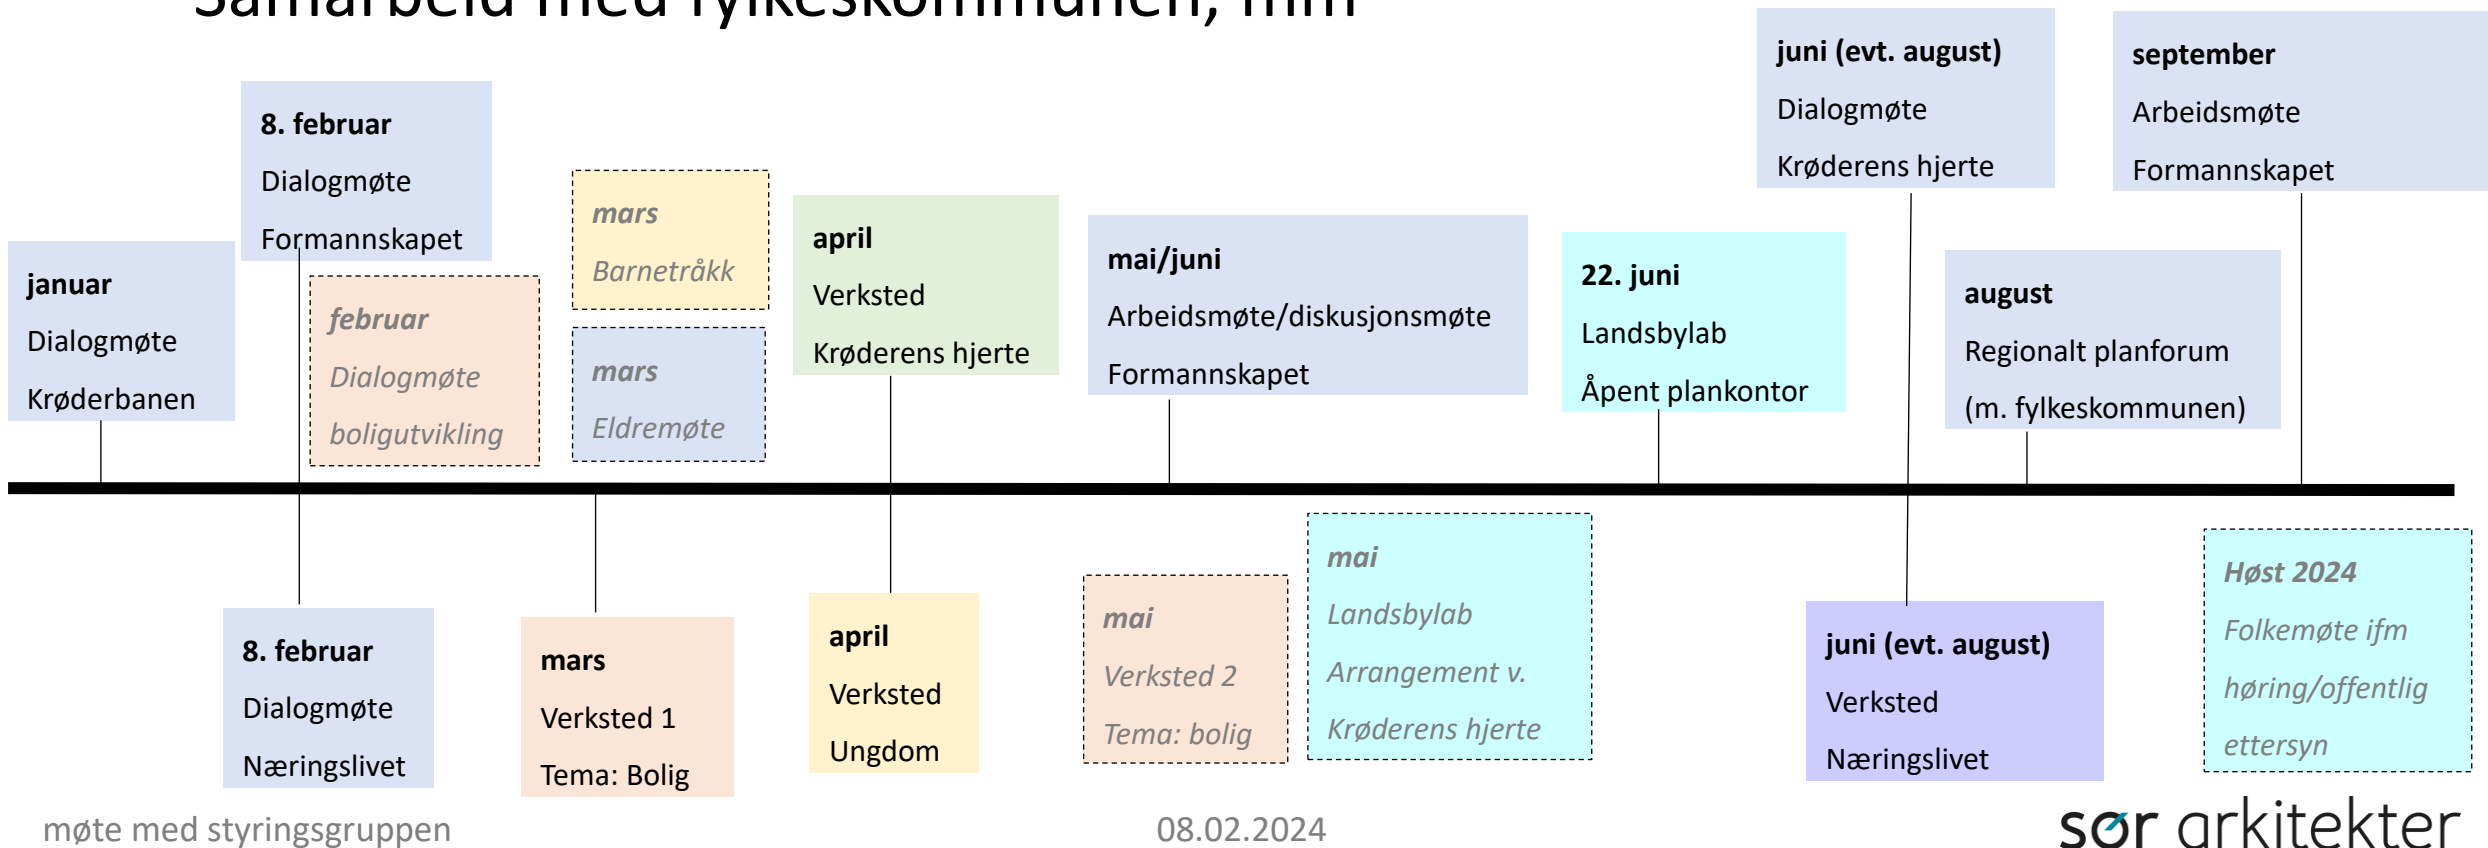 Samarbeid med fylkeskommunen, mm
januar
Dialogmøte
Krøderbanen
8. februar
Dialogmøte
Formannskapet
februar
Dialogmøte
boligutvikling
mars
Barnetråkk
mars
Eldremøte
april
Verksted
Krøderens hjerte
mai/juni
Arbeidsmøte/diskusjonsmøte
Formannskapet
22. juni
Landsbylab
Åpent plankontor
juni (evt. august)
Dialogmøte
Krøderens hjerte
august
Regionalt planforum
(m. fylkeskommunen)
september
Arbeidsmøte
Formannskapet
8. februar
Dialogmøte
Næringslivet
mars
Verksted 1
Tema: Bolig
april
Verksted
Ungdom
mai
Verksted 2
Tema: bolig
mai
Landsbylab
Arrangement v.
Krøderens hjerte
juni (evt. august)
Verksted
Næringslivet
Høst 2024
Folkemøte ifm
høring/offentlig
ettersyn
møte med styringsgruppen
08.02.2024
sør arkitekter